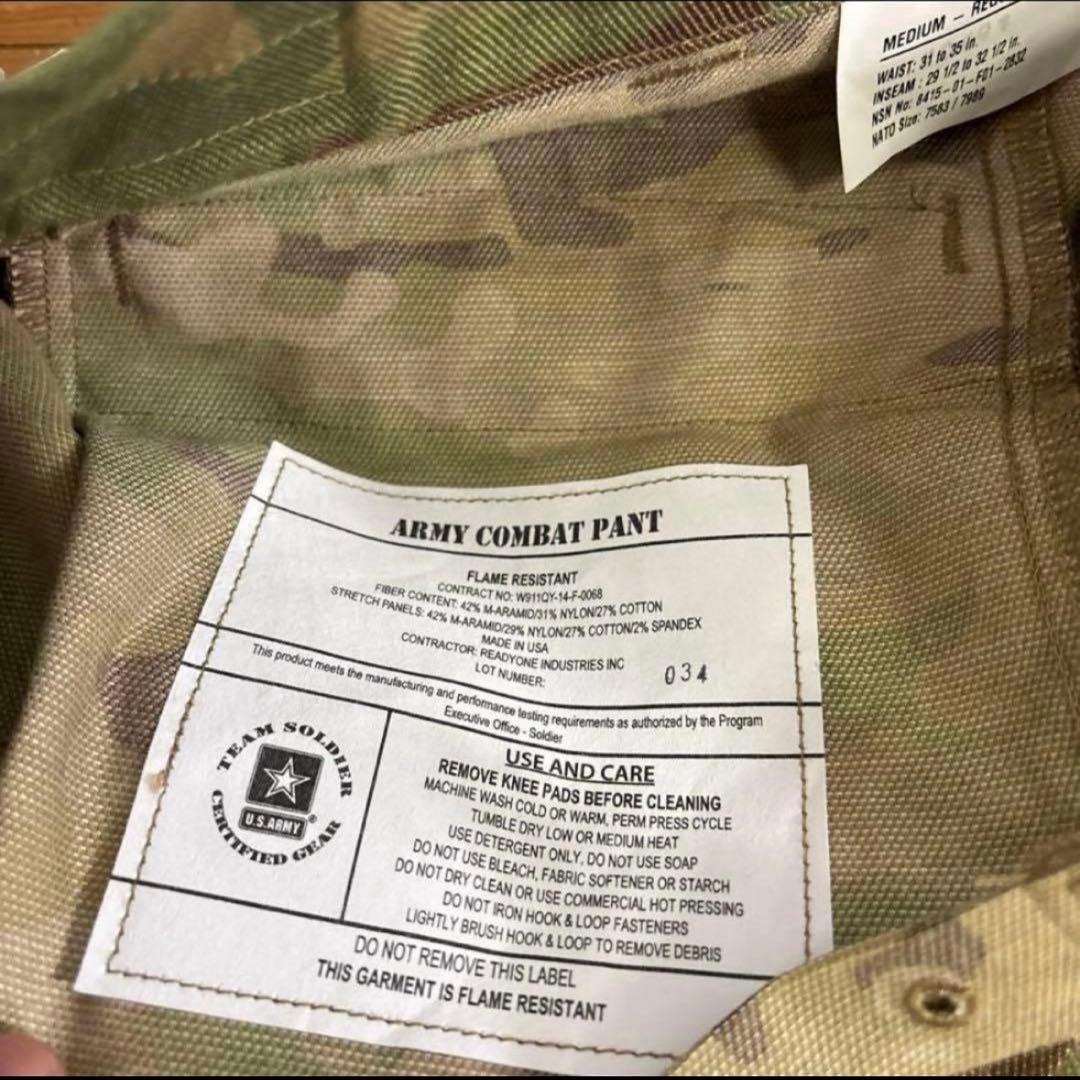 MEDIUM –
WAIST: 31 to 35 in.
INSEAM : 29 1/2 to 32 1/2 in.
NSN No: 8415-01-F01-2832
NATO Size: 7583 / 7989
ARMY COMBAT PANT
FLAME RESISTANT
CONTRACT NO: W911QY-14-F-0068
FIBER CONTENT: 42% M-ARAMID/31% NYLON/27% COTTON
STRETCH PANELS: 42% M-ARAMID/29% NYLON/27% COTTON/2% SPANDEX
MADE IN USA
CONTRACTOR: READYONE INDUSTRIES INC
LOT NUMBER: 034
This product meets the manufacturing and performance testing requirements as authorized by the Program
Executive Office - Soldier
TEAM SOLDIER
U.S.ARMY®
CERTIFIED GEAR
USE AND CARE
REMOVE KNEE PADS BEFORE CLEANING
MACHINE WASH COLD OR WARM, PERM PRESS CYCLE
TUMBLE DRY LOW OR MEDIUM HEAT
USE DETERGENT ONLY. DO NOT USE SOAP
DO NOT USE BLEACH, FABRIC SOFTENER OR STARCH
DO NOT DRY CLEAN OR USE COMMERCIAL HOT PRESSING
DO NOT IRON HOOK & LOOP FASTENERS
LIGHTLY BRUSH HOOK & LOOP TO REMOVE DEBRIS
DO NOT REMOVE THIS LABEL
THIS GARMENT IS FLAME RESISTANT